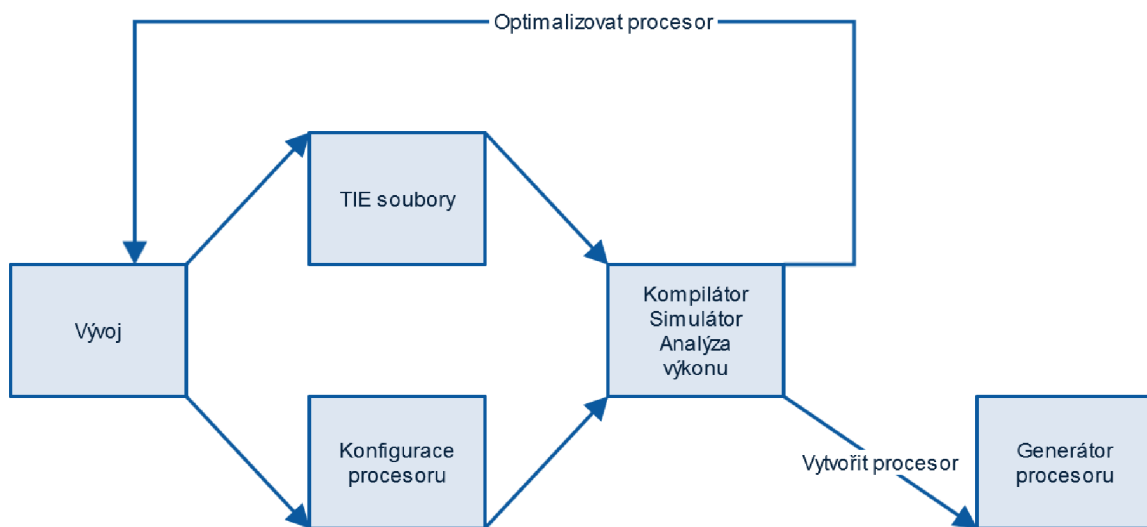 Optimalizovat procesor
TIE soubory
Vývoj
Kompilátor
Simulátor
Analýza
výkonu
Konfigurace
procesoru
Vytvořit procesor
Generátor
procesoru